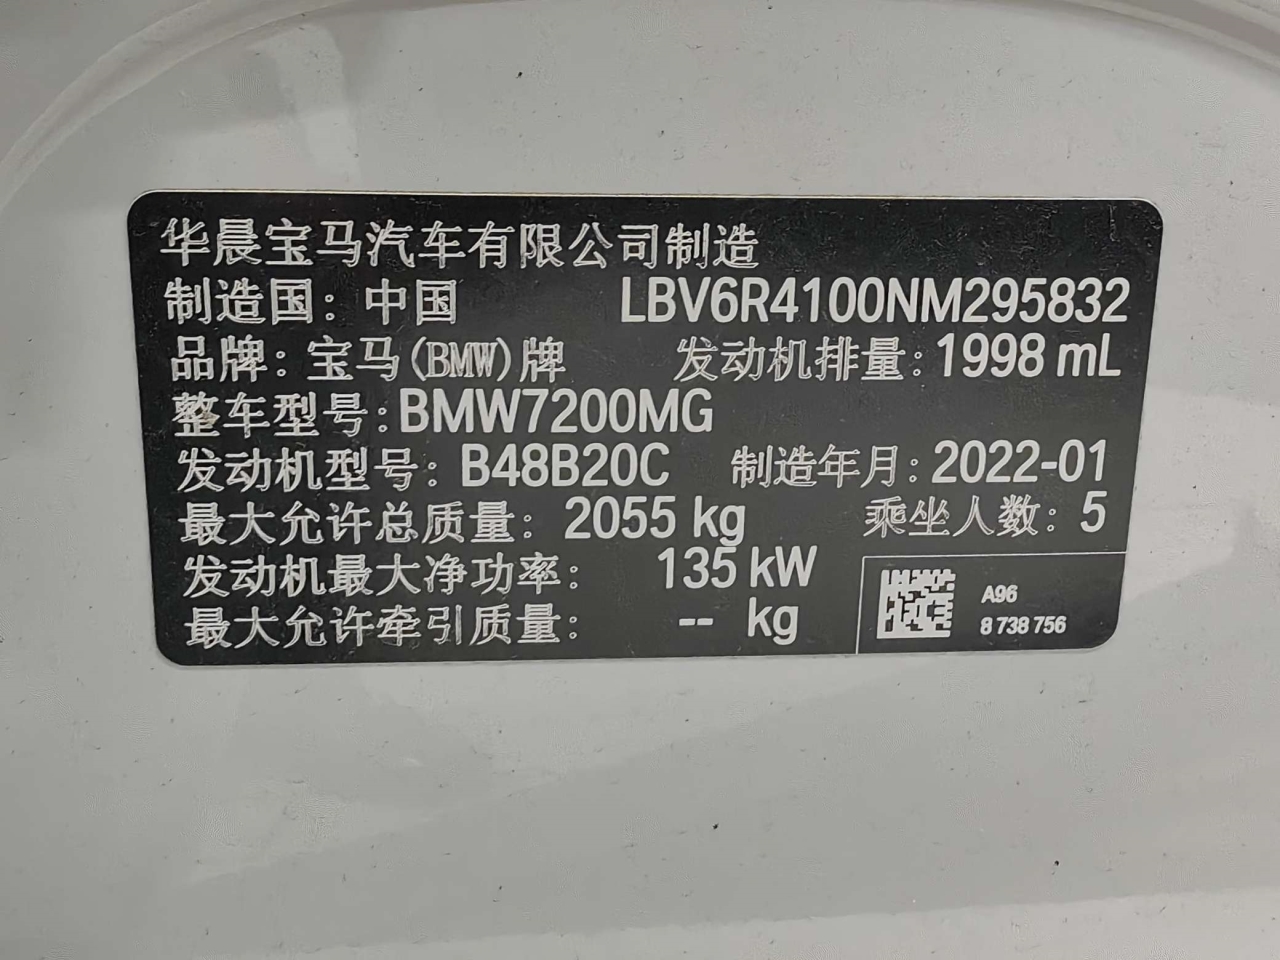 华晨宝马汽车有限公司制造
制造国：中国 LBV6R4100NM295832
品牌：宝马(BMW)牌 发动机排量：1998 mL
整车型号：BMW7200MG
发动机型号：B48B20C 制造年月：2022-01
最大允许总质量：2055 kg 乘坐人数：5
发动机最大净功率：135 kW
最大允许牵引质量：-- kg
A96
8 738 756